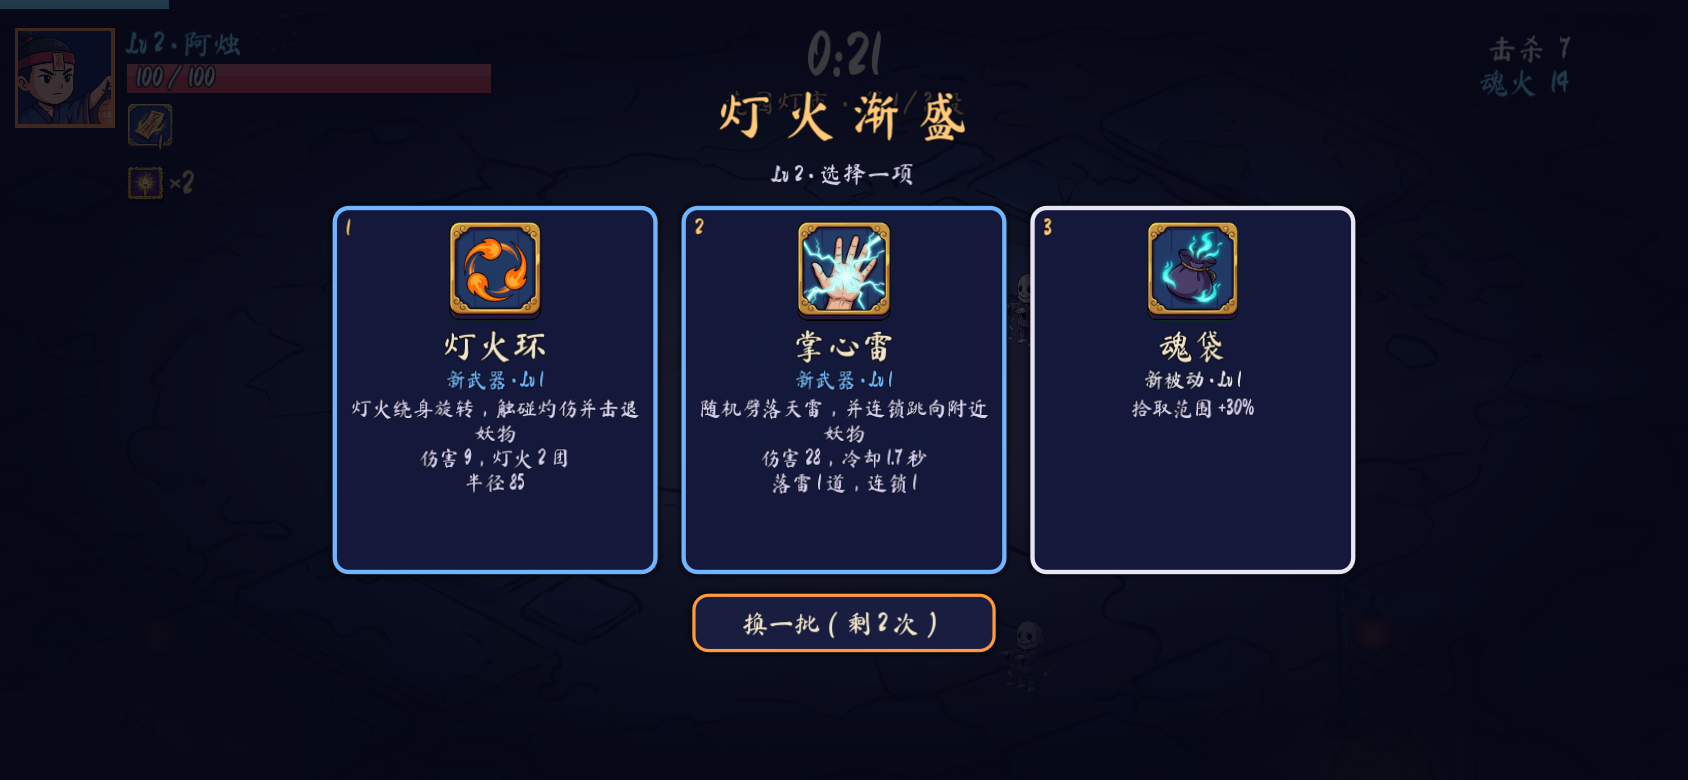 Lv 2·阿烛
100 / 100
×2
0:21
击杀 7
魂火 14
灯火渐盛
Lv 2·选择一项
1
灯火环
新武器·Lv 1
灯火绕身旋转，触碰灼伤并击退
妖物
伤害 9，灯火 2 团
半径 85
2
掌心雷
新武器·Lv 1
随机劈落天雷，并连锁跳向附近
妖物
伤害 28，冷却 1.7 秒
落雷 1 道，连锁 1
3
魂袋
新被动·Lv 1
拾取范围 +30%
换一批（剩 2 次）